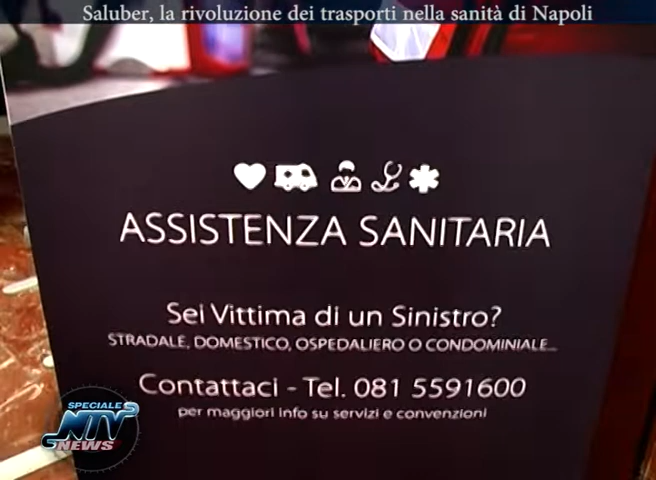 Saluber, la rivoluzione dei trasporti nella sanità di Napoli
ASSISTENZA SANITARIA
Sei Vittima di un Sinistro?
STRADALE, DOMESTICO, OSPEDALIERO O CONDOMINIALE...
Contattaci - Tel. 081 5591600
per maggiori info su servizi e convenzioni
SPECIALE
NTV
NEWS